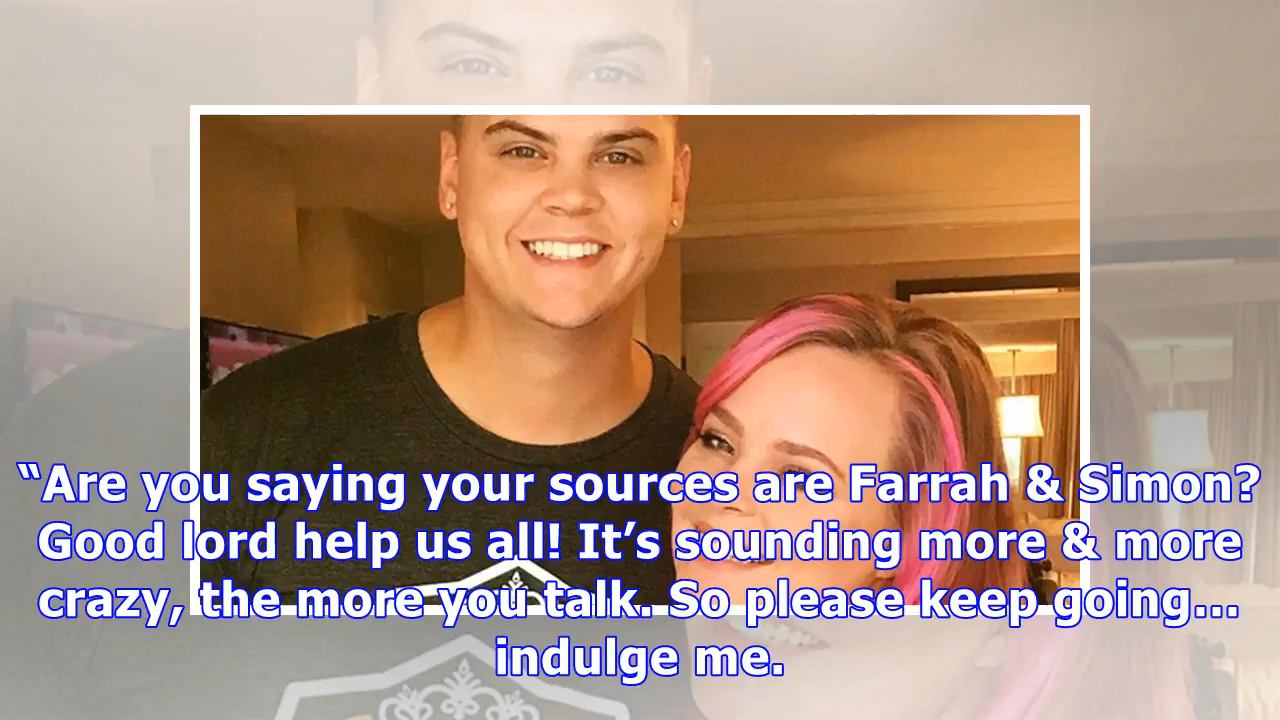 “Are you saying your sources are Farrah & Simon?
Good lord help us all! It’s sounding more & more
crazy, the more you talk. So please keep going...
indulge me.